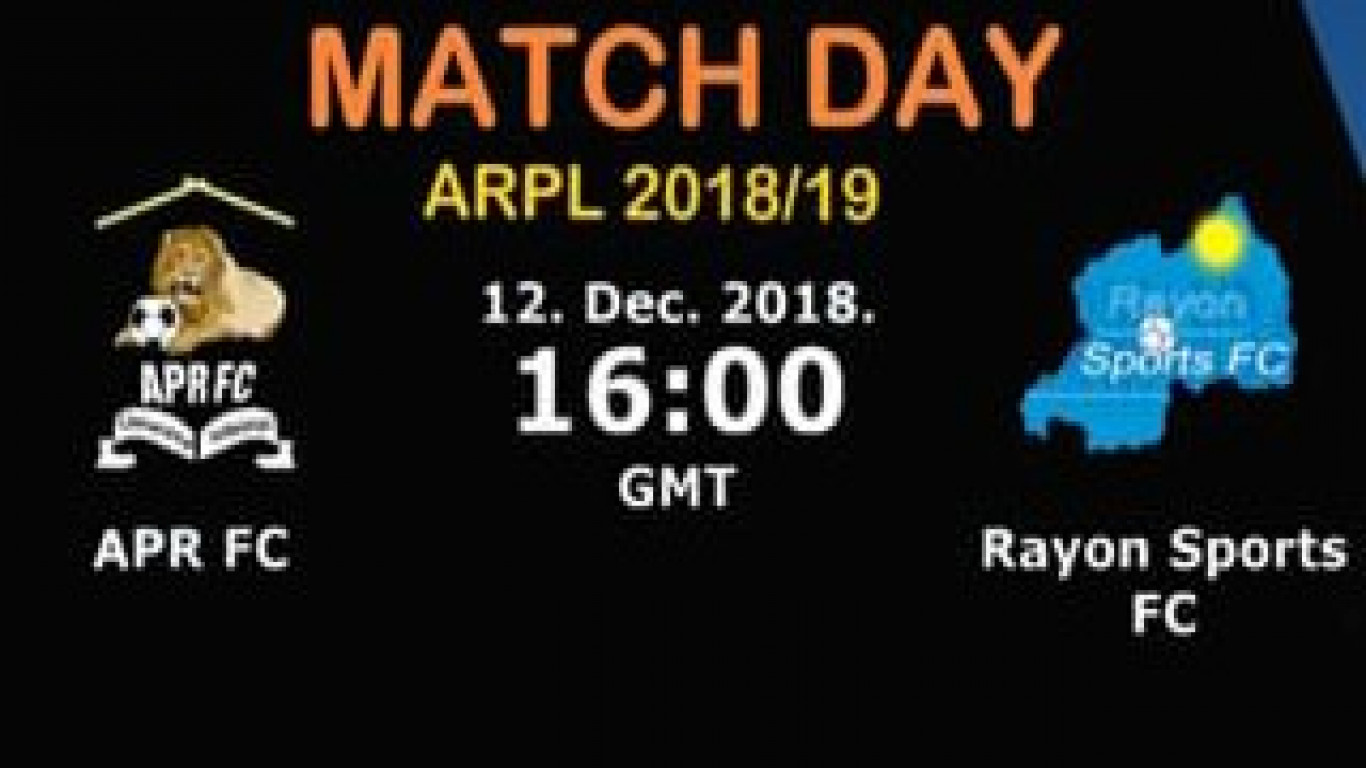 MATCH DAY
ARPL 2018/19
12. Dec. 2018.
16:00
GMT
APR FC
APR FC
Rayon
Sports FC
Rayon Sports
FC